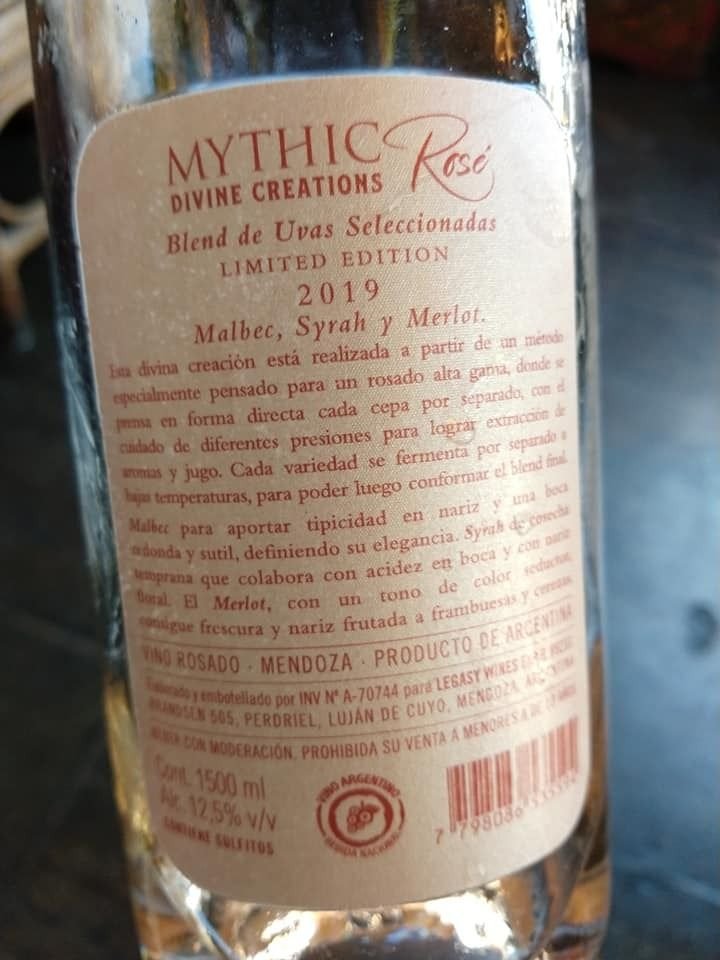 MYTHIC Rosé
DIVINE CREATIONS
Blend de Uvas Seleccionadas
LIMITED EDITION
2019
Malbec, Syrah y Merlot.
Esta divina creación está realizada a partir de un método
especialmente pensado para un rosado alta gama, donde se
prensa en forma directa cada cepa por separado, con el
cuidado de diferentes presiones para lograr extracción de
aromas y jugo. Cada variedad se fermenta por separado a
bajas temperaturas, para poder luego conformar el blend final.
Malbec para aportar tipicidad en nariz y una boca
redonda y sutil, definiendo su elegancia. Syrah de cosecha
temprana que colabora con acidez en boca y con nariz
floral. El Merlot, con un tono de color seductor,
consigue frescura y nariz frutada a frambuesas y cerezas.
VINO ROSADO · MENDOZA · PRODUCTO DE ARGENTINA
Elaborado y embotellado por INV Nº A-70744 para LEGASY WINES
BRANDSEN 505, PERDRIEL, LUJÁN DE CUYO, MENDOZA, ARGENTINA
BEBER CON MODERACIÓN. PROHIBIDA SU VENTA A MENORES DE 18 AÑOS
Cont. 1500 ml
Alc. 12,5% v/v
CONTIENE SULFITOS
VINO ARGENTINO
BEBIDA NACIONAL
7 798086